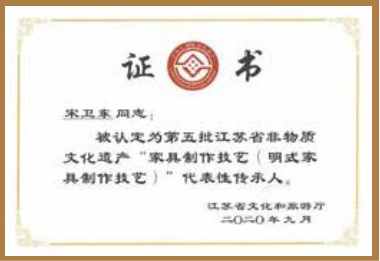 证 书
宋卫东 同志：
被认定为第五批江苏省非物质
文化遗产“家具制作技艺（明式家
具制作技艺）”代表性传承人。
江苏省文化和旅游厅
二〇二〇年九月